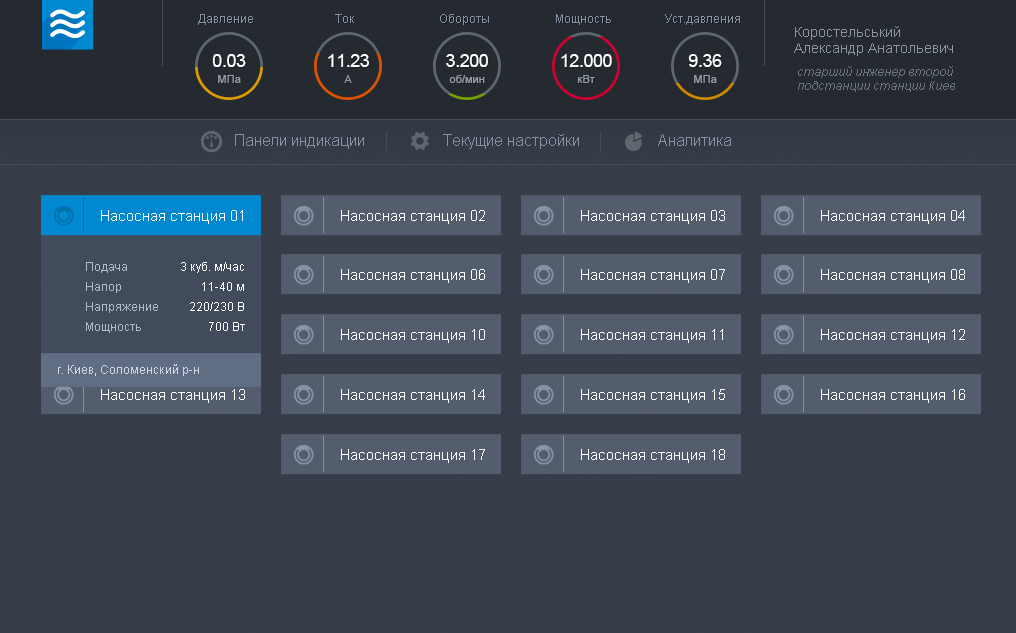 Давление
Ток
Обороты
Мощность
Уст.давления
0.03
МПа
11.23
А
3.200
об/мин
12.000
кВт
9.36
МПа
Коростельський
Александр Анатольевич
старший инженер второй
подстанции станции Киев
Панели индикации
Текущие настройки
Аналитика
Насосная станция 01
Насосная станция 02
Насосная станция 03
Насосная станция 04
Подача 3 куб. м/час
Напор 11-40 м
Напряжение 220/230 В
Мощность 700 Вт
г. Киев, Соломенский р-н
Насосная станция 06
Насосная станция 07
Насосная станция 08
Насосная станция 10
Насосная станция 11
Насосная станция 12
Насосная станция 13
Насосная станция 14
Насосная станция 15
Насосная станция 16
Насосная станция 17
Насосная станция 18